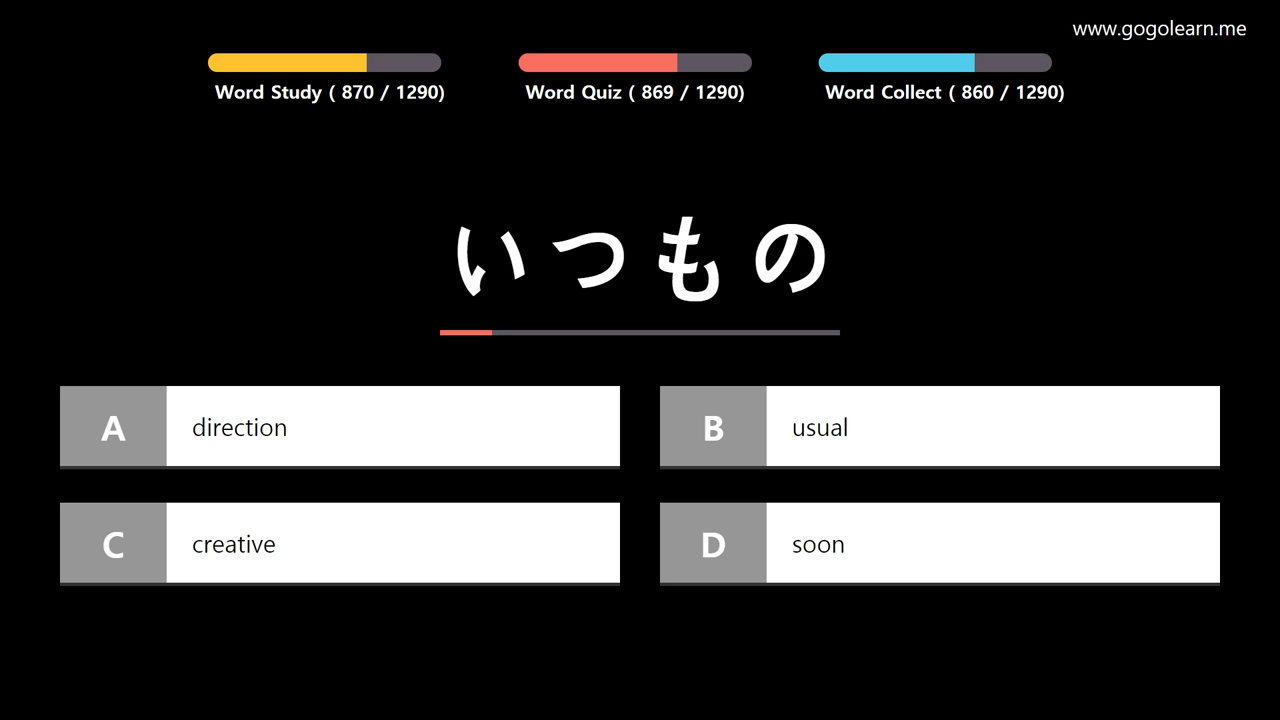 www.gogolearn.me
Word Study ( 870 / 1290)
Word Quiz ( 869 / 1290)
Word Collect ( 860 / 1290)
いつもの
A direction
B usual
C creative
D soon